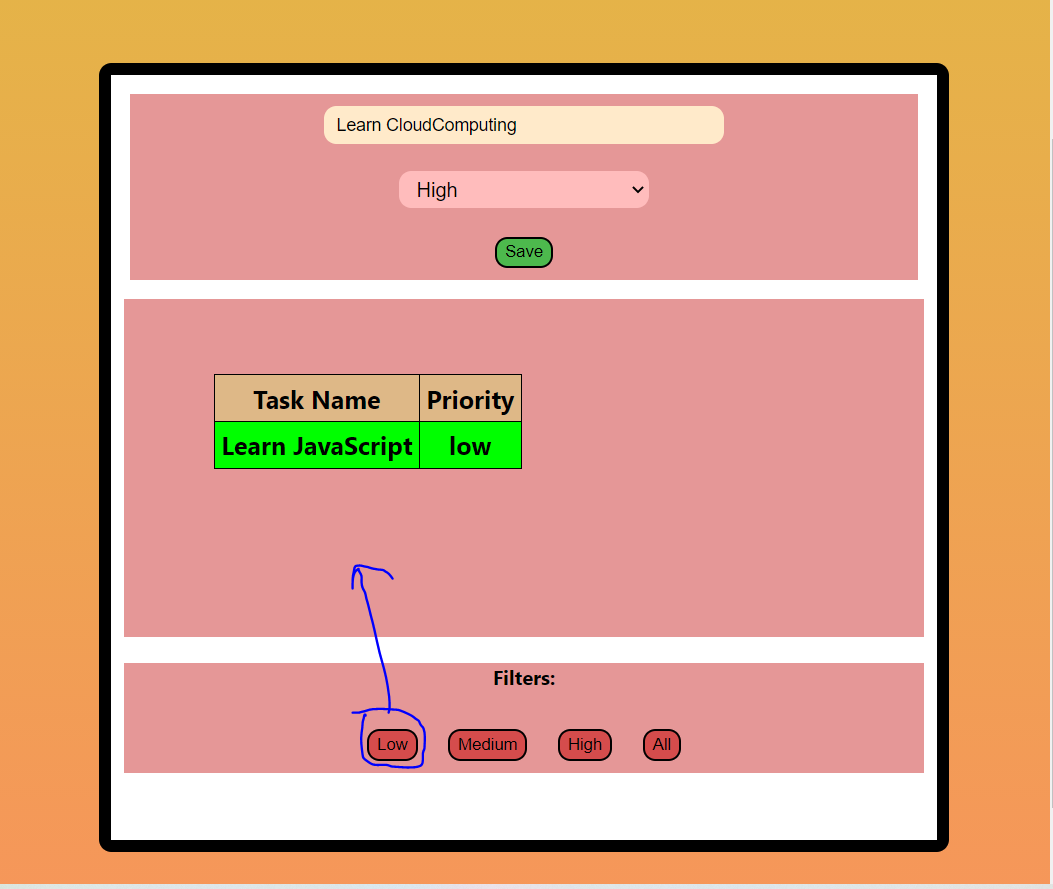 Learn CloudComputing
High
Save
Task Name Priority
Learn JavaScript low
Filters:
Low Medium High All